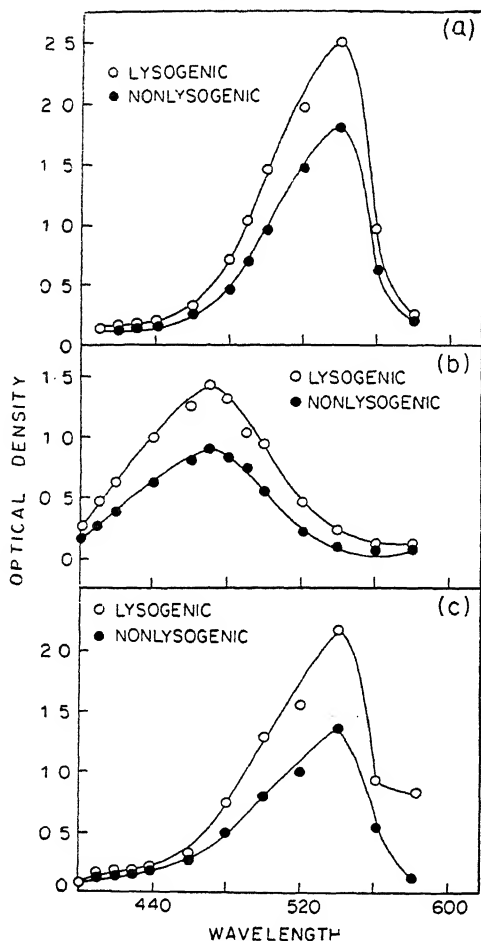 (a)
2 5
2 0
1 5
1 0
0 5
0
○ LYSOGENIC
● NONLYSOGENIC
(b)
1.5
1 0
0 5
0
○ LYSOGENIC
● NONLYSOGENIC
(c)
2 0
1 5
1 0
0 5
0
○ LYSOGENIC
● NONLYSOGENIC
OPTICAL DENSITY
440 520 600
WAVELENGTH